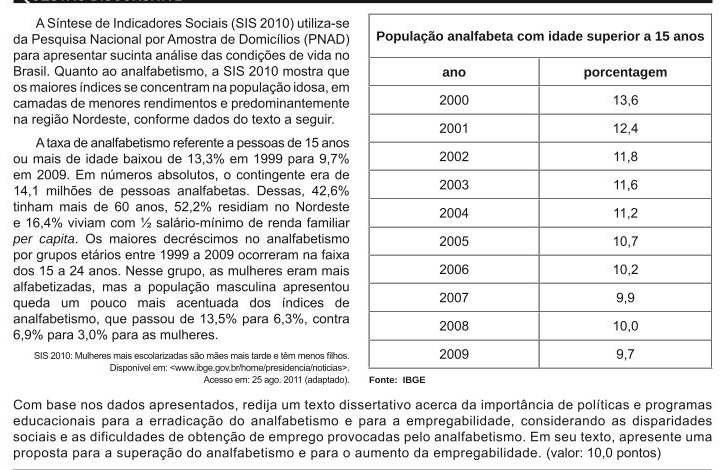 A Síntese de Indicadores Sociais (SIS 2010) utiliza-se
da Pesquisa Nacional por Amostra de Domicílios (PNAD)
para apresentar sucinta análise das condições de vida no
Brasil. Quanto ao analfabetismo, a SIS 2010 mostra que
os maiores índices se concentram na população idosa, em
camadas de menores rendimentos e predominantemente
na região Nordeste, conforme dados do texto a seguir.
A taxa de analfabetismo referente a pessoas de 15 anos
ou mais de idade baixou de 13,3% em 1999 para 9,7%
em 2009. Em números absolutos, o contingente era de
14,1 milhões de pessoas analfabetas. Dessas, 42,6%
tinham mais de 60 anos, 52,2% residiam no Nordeste
e 16,4% viviam com ½ salário-mínimo de renda familiar
per capita. Os maiores decréscimos no analfabetismo
por grupos etários entre 1999 a 2009 ocorreram na faixa
dos 15 a 24 anos. Nesse grupo, as mulheres eram mais
alfabetizadas, mas a população masculina apresentou
queda um pouco mais acentuada dos índices de
analfabetismo, que passou de 13,5% para 6,3%, contra
6,9% para 3,0% para as mulheres.
SIS 2010: Mulheres mais escolarizadas são mães mais tarde e têm menos filhos.
Disponível em: <www.ibge.gov.br/home/presidencia/noticias>.
Acesso em: 25 ago. 2011 (adaptado).
População analfabeta com idade superior a 15 anos
ano porcentagem
2000 13,6
2001 12,4
2002 11,8
2003 11,6
2004 11,2
2005 10,7
2006 10,2
2007 9,9
2008 10,0
2009 9,7
Fonte: IBGE
Com base nos dados apresentados, redija um texto dissertativo acerca da importância de políticas e programas
educacionais para a erradicação do analfabetismo e para a empregabilidade, considerando as disparidades
sociais e as dificuldades de obtenção de emprego provocadas pelo analfabetismo. Em seu texto, apresente uma
proposta para a superação do analfabetismo e para o aumento da empregabilidade. (valor: 10,0 pontos)